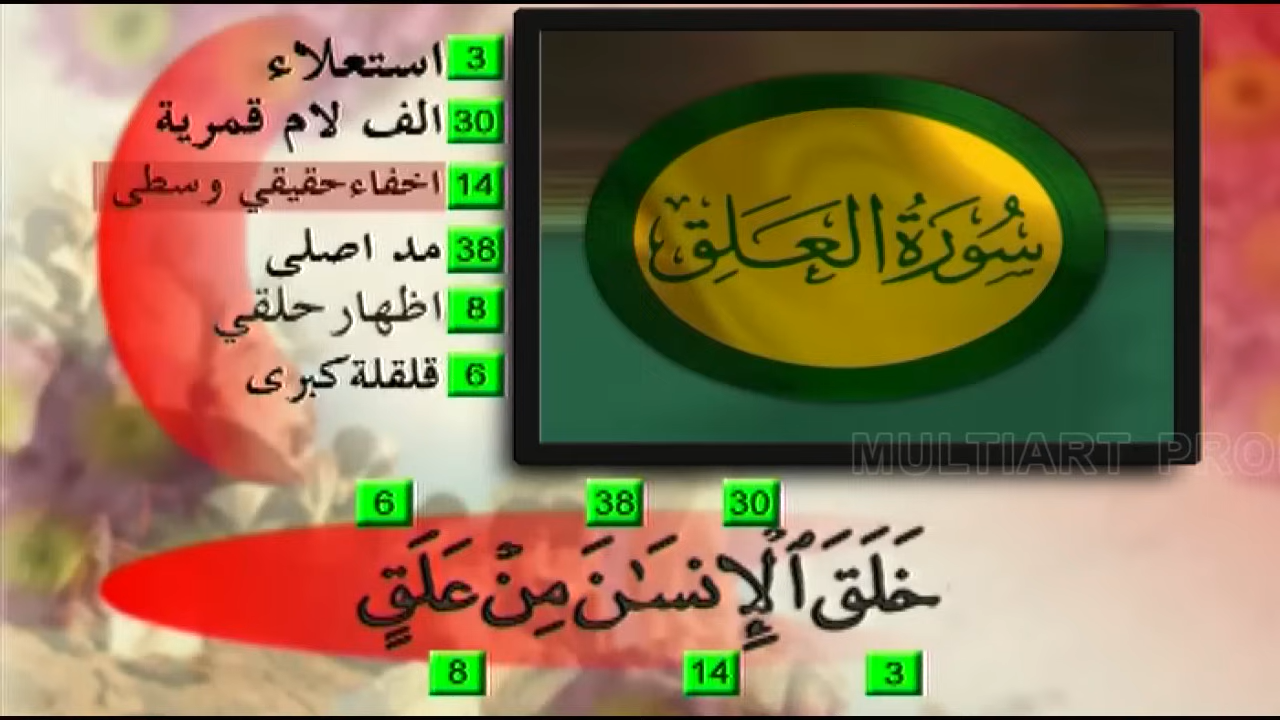 3 استعلاء
30 الف لام قمرية
14 اخفاء حقيقي وسطى
38 مد اصلى
8 اظهار حلقي
6 قلقلة كبرى
سُورَةُ العَلَقِ
MULTIART PRO
30 38 6
خَلَقَ ٱلْإِنسَـٰنَ مِنْ عَلَقٍ
3 14 8